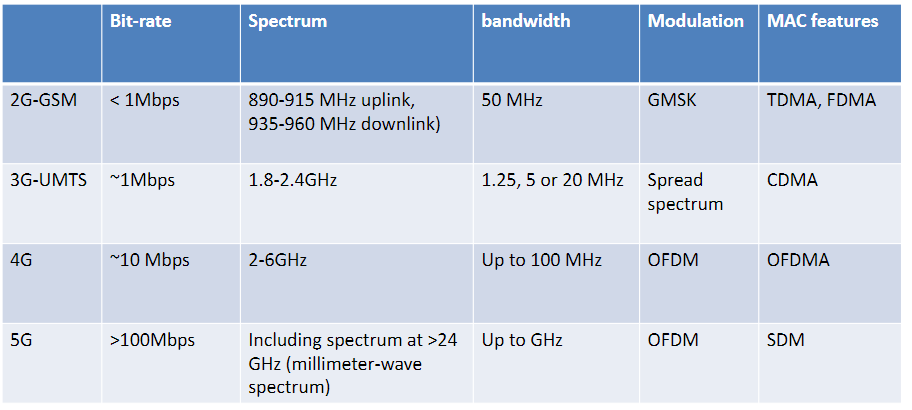 Bit-rate Spectrum bandwidth Modulation MAC features
2G-GSM < 1Mbps 890-915 MHz uplink, 50 MHz GMSK TDMA, FDMA
935-960 MHz downlink)
3G-UMTS ~1Mbps 1.8-2.4GHz 1.25, 5 or 20 MHz Spread CDMA
spectrum
4G ~10 Mbps 2-6GHz Up to 100 MHz OFDM OFDMA
5G >100Mbps Including spectrum at >24 Up to GHz OFDM SDM
GHz (millimeter-wave
spectrum)